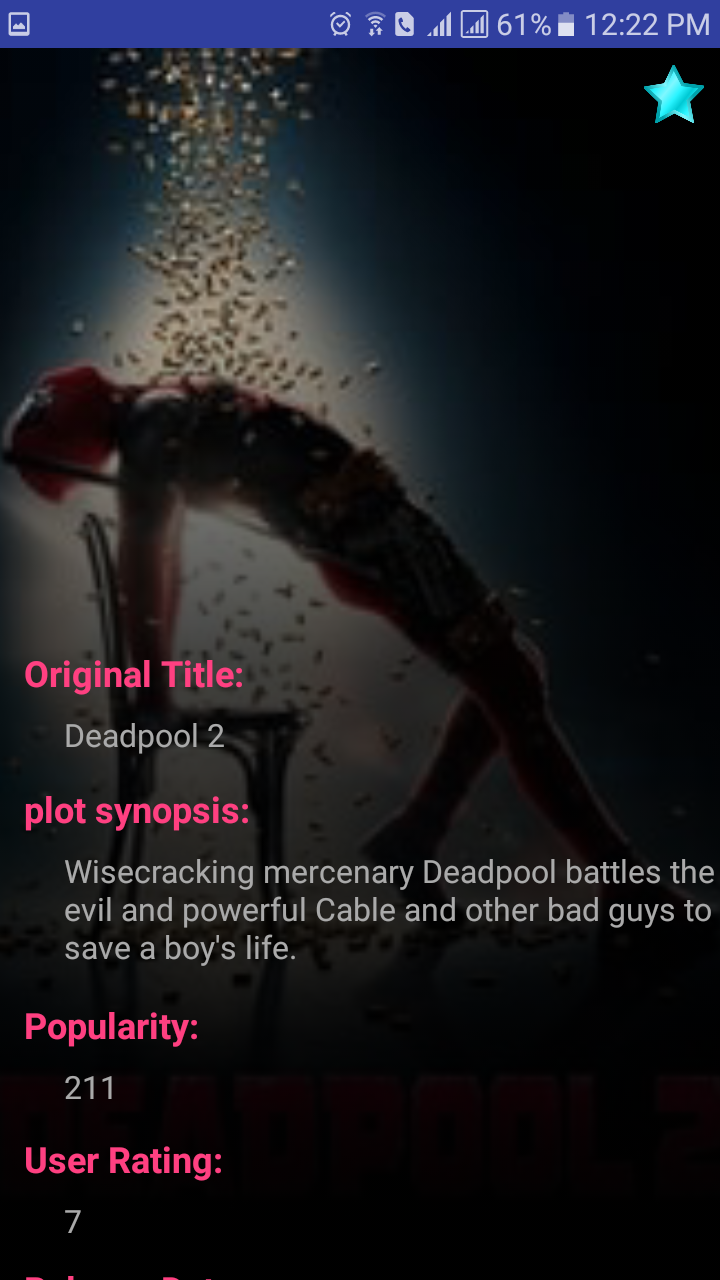 61% 12:22 PM
Original Title:
Deadpool 2
plot synopsis:
Wisecracking mercenary Deadpool battles the
evil and powerful Cable and other bad guys to
save a boy's life.
Popularity:
211
User Rating:
7
DEADPOOL 2